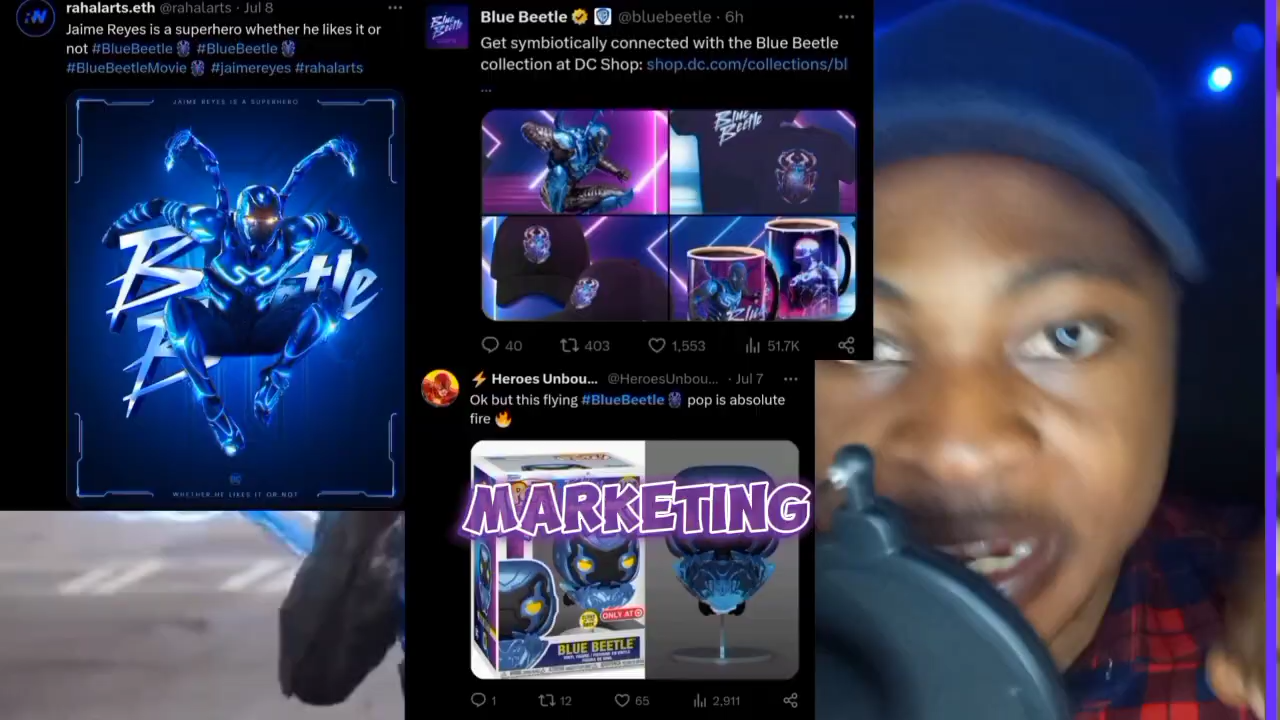 rahalarts.eth @rahalarts · Jul 8
Jaime Reyes is a superhero whether he likes it or
not #BlueBeetle #BlueBeetle
#BlueBeetleMovie #jaimereyes #rahalarts
JAIME REYES IS A SUPERHERO
WHETHER HE LIKES IT OR NOT
Blue Beetle @bluebeetle · 6h
Get symbiotically connected with the Blue Beetle
collection at DC Shop: shop.dc.com/collections/bl
...
Blue
Beetle
40 403 1,553 51.7K
Heroes Unbou... @HeroesUnbou... · Jul 7
Ok but this flying #BlueBeetle pop is absolute
fire
MARKETING
ONLY AT
BLUE BEETLE
1 12 65 2,911